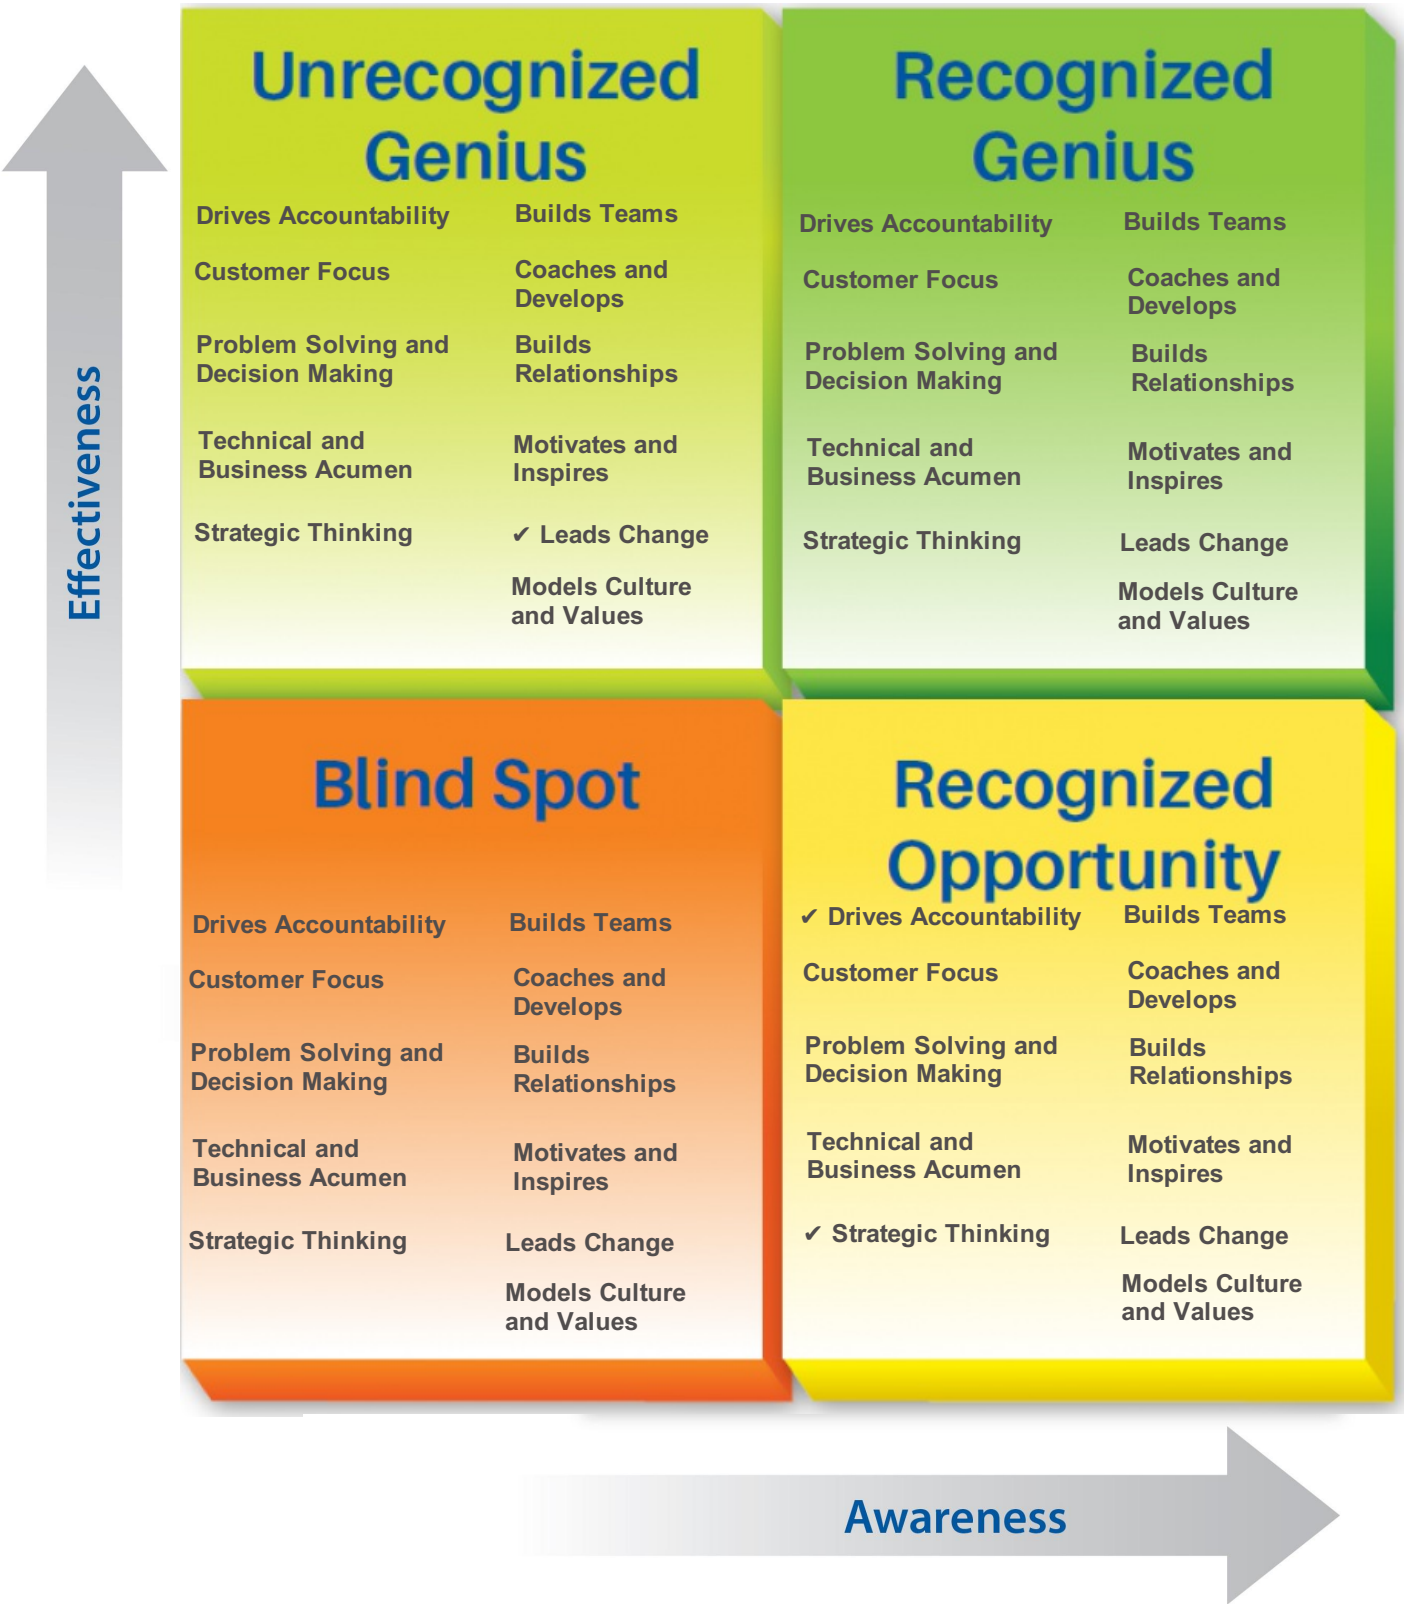 Effectiveness
Unrecognized
Genius
Drives Accountability
Customer Focus
Problem Solving and
Decision Making
Technical and
Business Acumen
Strategic Thinking
Builds Teams
Coaches and
Develops
Builds
Relationships
Motivates and
Inspires
✔ Leads Change
Models Culture
and Values
Recognized
Genius
Drives Accountability
Customer Focus
Problem Solving and
Decision Making
Technical and
Business Acumen
Strategic Thinking
Builds Teams
Coaches and
Develops
Builds
Relationships
Motivates and
Inspires
Leads Change
Models Culture
and Values
Blind Spot
Drives Accountability
Customer Focus
Problem Solving and
Decision Making
Technical and
Business Acumen
Strategic Thinking
Builds Teams
Coaches and
Develops
Builds
Relationships
Motivates and
Inspires
Leads Change
Models Culture
and Values
Recognized
Opportunity
✔ Drives Accountability
Customer Focus
Problem Solving and
Decision Making
Technical and
Business Acumen
✔ Strategic Thinking
Builds Teams
Coaches and
Develops
Builds
Relationships
Motivates and
Inspires
Leads Change
Models Culture
and Values
Awareness